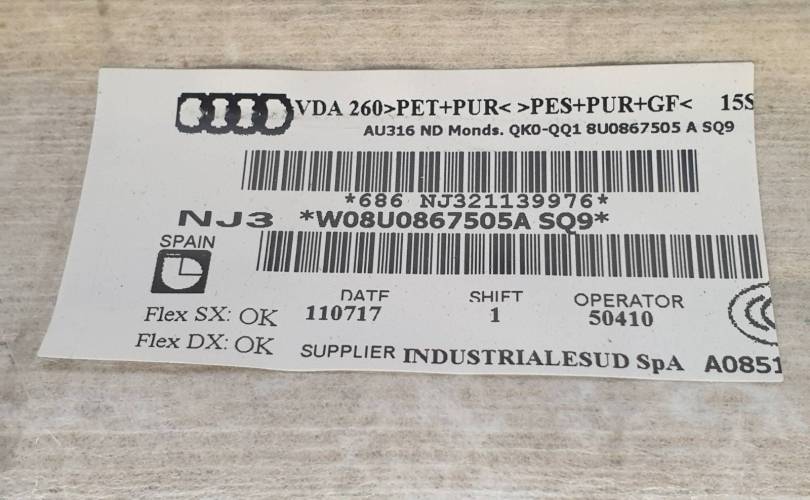 VDA 260>PET+PUR< >PES+PUR+GF< 15S
AU316 ND Monds. QK0-QQ1 8U0867505 A SQ9
*686 NJ321139976*
NJ3 *W08U0867505A SQ9*
SPAIN
DATE SHIFT OPERATOR
Flex SX: OK 110717 1 50410
Flex DX: OK SUPPLIER INDUSTRIALESUD SpA A0851